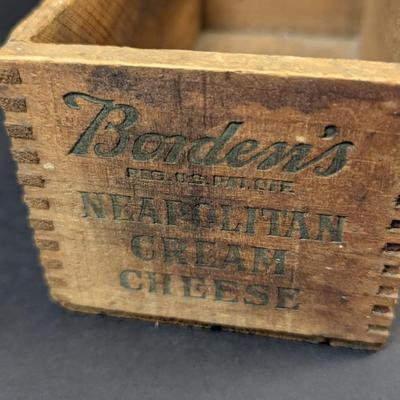 Borden's
REG. U.S. PAT. OFF.
NEAPOLITAN
CREAM
CHEESE